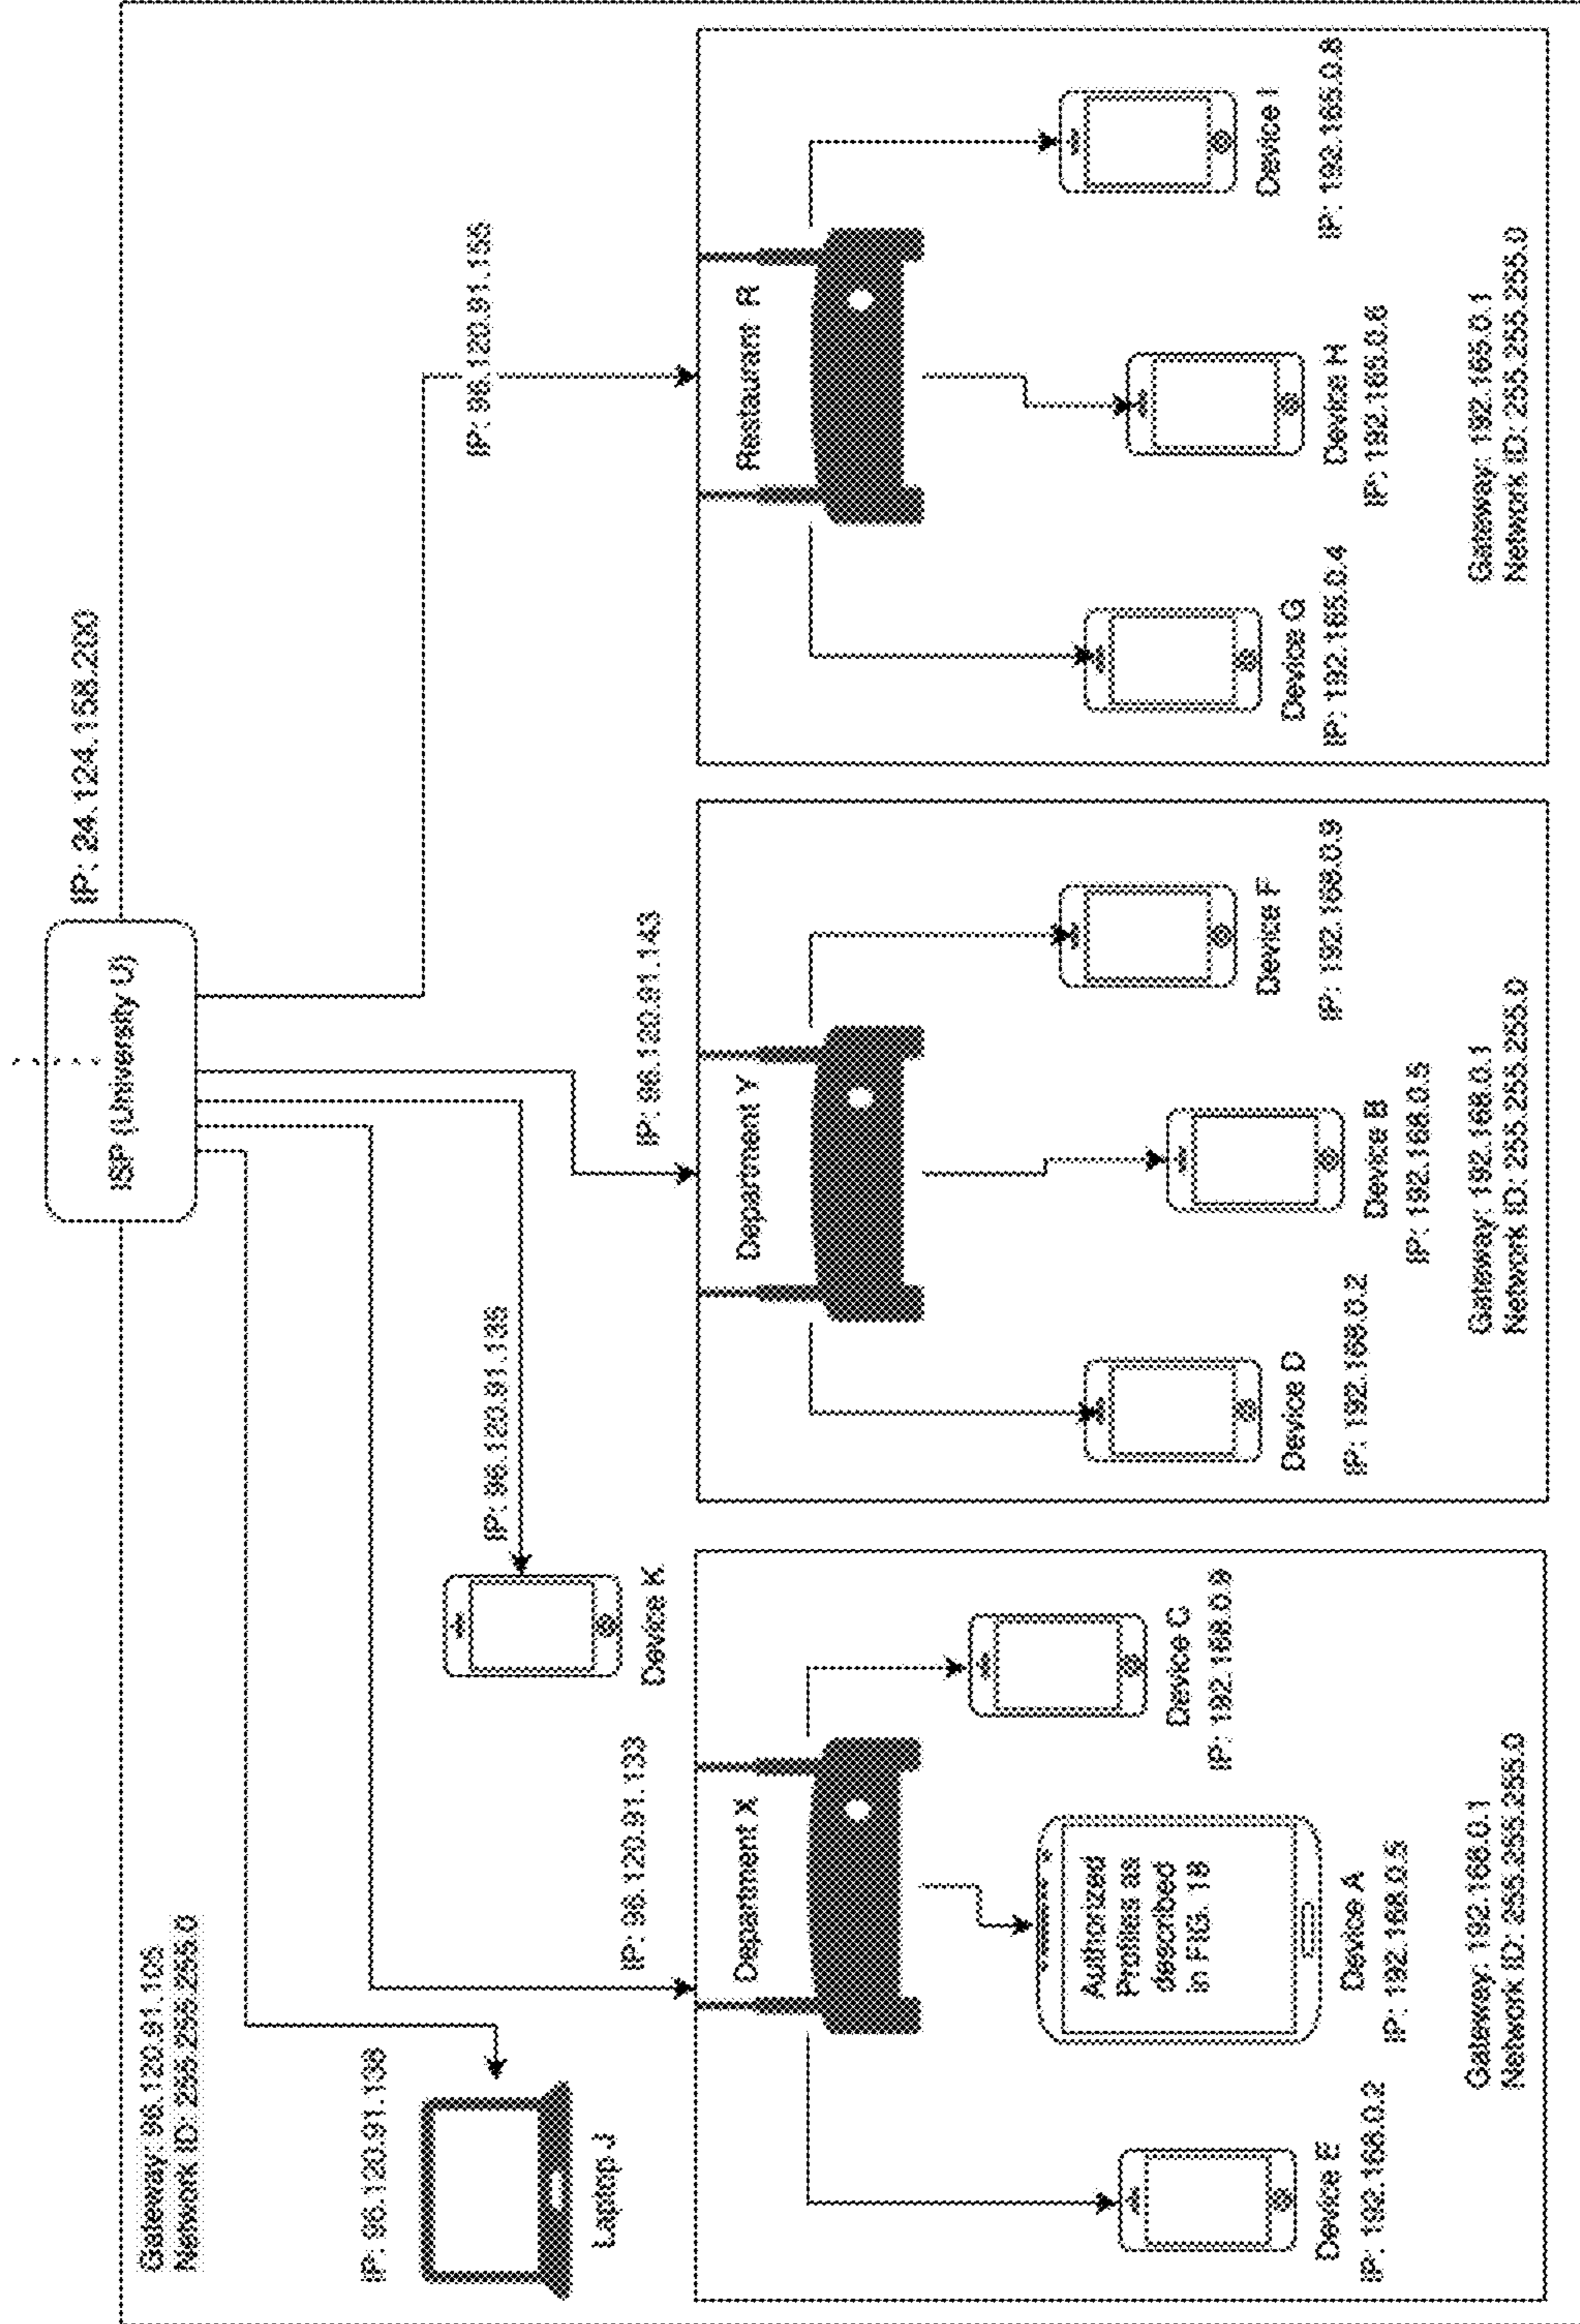 IP: 24.124.158.200
ISP (University U)
Gateway: 96.120.91.105
Network ID: 255.255.255.0
IP: 96.120.91.138
Laptop J
IP: 96.120.91.133
IP: 96.120.91.135
Device K
IP: 96.120.91.143
IP: 96.120.91.155
Department X
Device E
IP: 192.168.0.2
Authorized
Profiles as
described
in FIG. 18
Device A
IP: 192.168.0.5
Device C
IP: 192.168.0.9
Gateway: 192.168.0.1
Network ID: 255.255.255.0
Department Y
Device D
IP: 192.168.0.2
Device B
IP: 192.168.0.5
Device F
IP: 192.168.0.9
Gateway: 192.168.0.1
Network ID: 255.255.255.0
Restaurant R
Device G
IP: 192.165.0.4
Device H
IP: 192.165.0.6
Device I
IP: 192.165.0.8
Gateway: 192.165.0.1
Network ID: 255.255.255.0